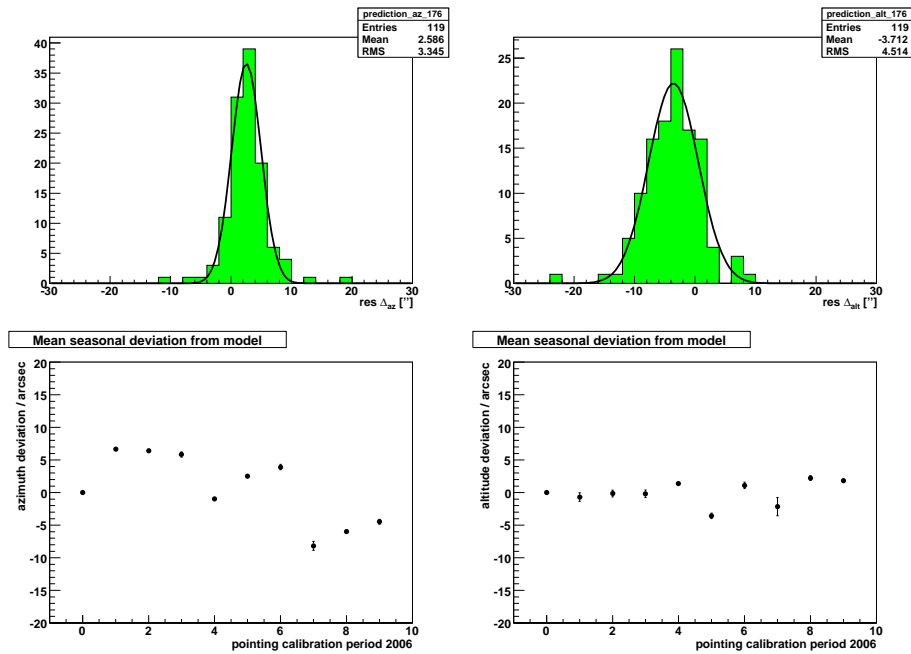 prediction_az_176
Entries 119
Mean 2.586
RMS 3.345
40
35
30
25
20
15
10
5
0
-30 -20 -10 0 10 20 30
res Δaz [”]
prediction_alt_176
Entries 119
Mean -3.712
RMS 4.514
25
20
15
10
5
0
-30 -20 -10 0 10 20 30
res Δalt [”]
Mean seasonal deviation from model
azimuth deviation / arcsec
20
15
10
5
0
-5
-10
-15
-20
0 2 4 6 8 10
pointing calibration period 2006
Mean seasonal deviation from model
altitude deviation / arcsec
20
15
10
5
0
-5
-10
-15
-20
0 2 4 6 8 10
pointing calibration period 2006